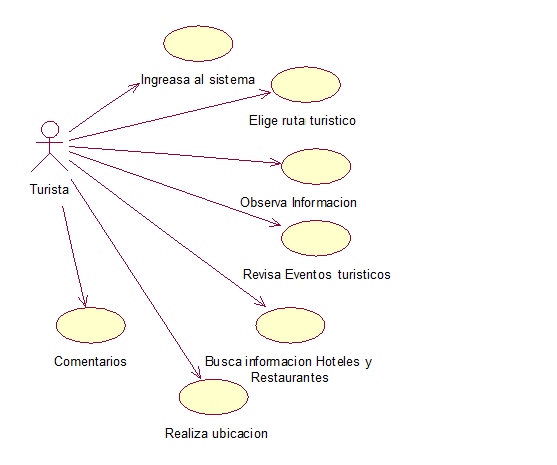 Ingreasa al sistema
Elige ruta turistico
Turista
Observa Informacion
Revisa Eventos turisticos
Comentarios
Busca informacion Hoteles y
Restaurantes
Realiza ubicacion